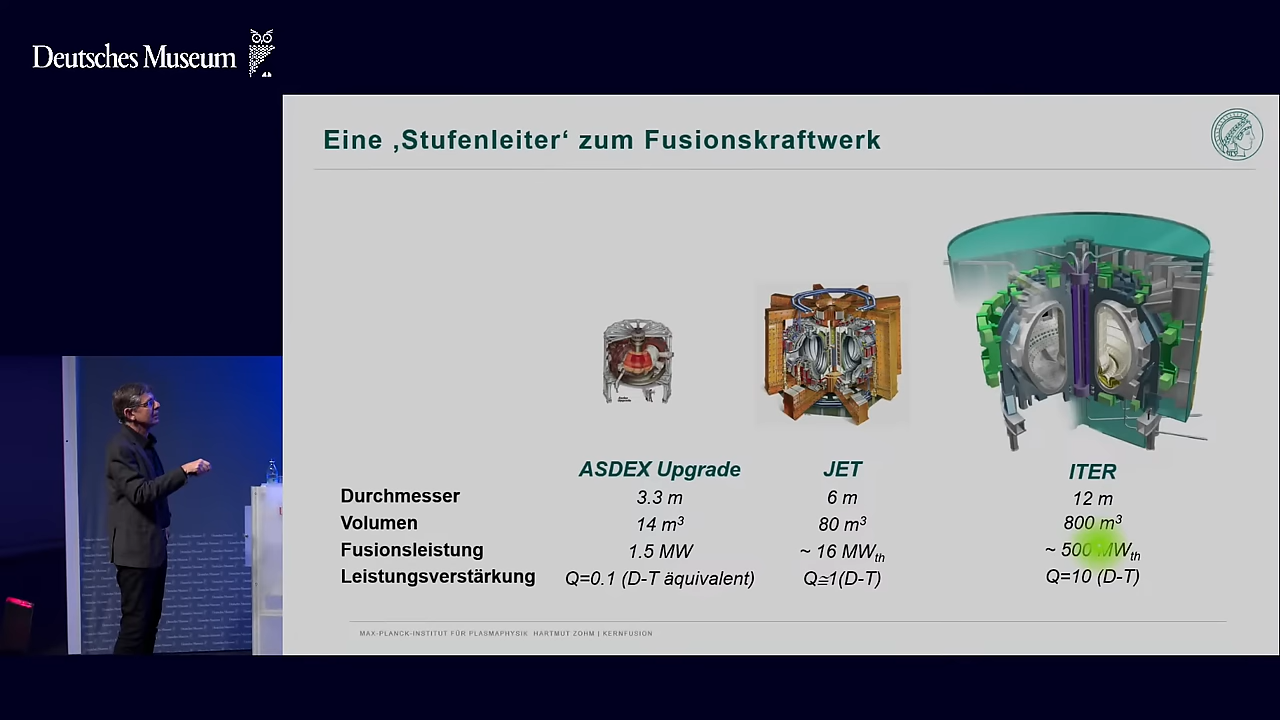 Deutsches Museum
Eine ‚Stufenleiter‘ zum Fusionskraftwerk
ASDEX Upgrade JET ITER
Durchmesser 3.3 m 6 m 12 m
Volumen 14 m³ 80 m³ 800 m³
Fusionsleistung 1.5 MW ~ 16 MWth ~ 500 MWth
Leistungsverstärkung Q=0.1 (D-T äquivalent) Q≅1(D-T) Q=10 (D-T)
MAX-PLANCK-INSTITUT FÜR PLASMAPHYSIK HARTMUT ZOHM | KERNFUSION